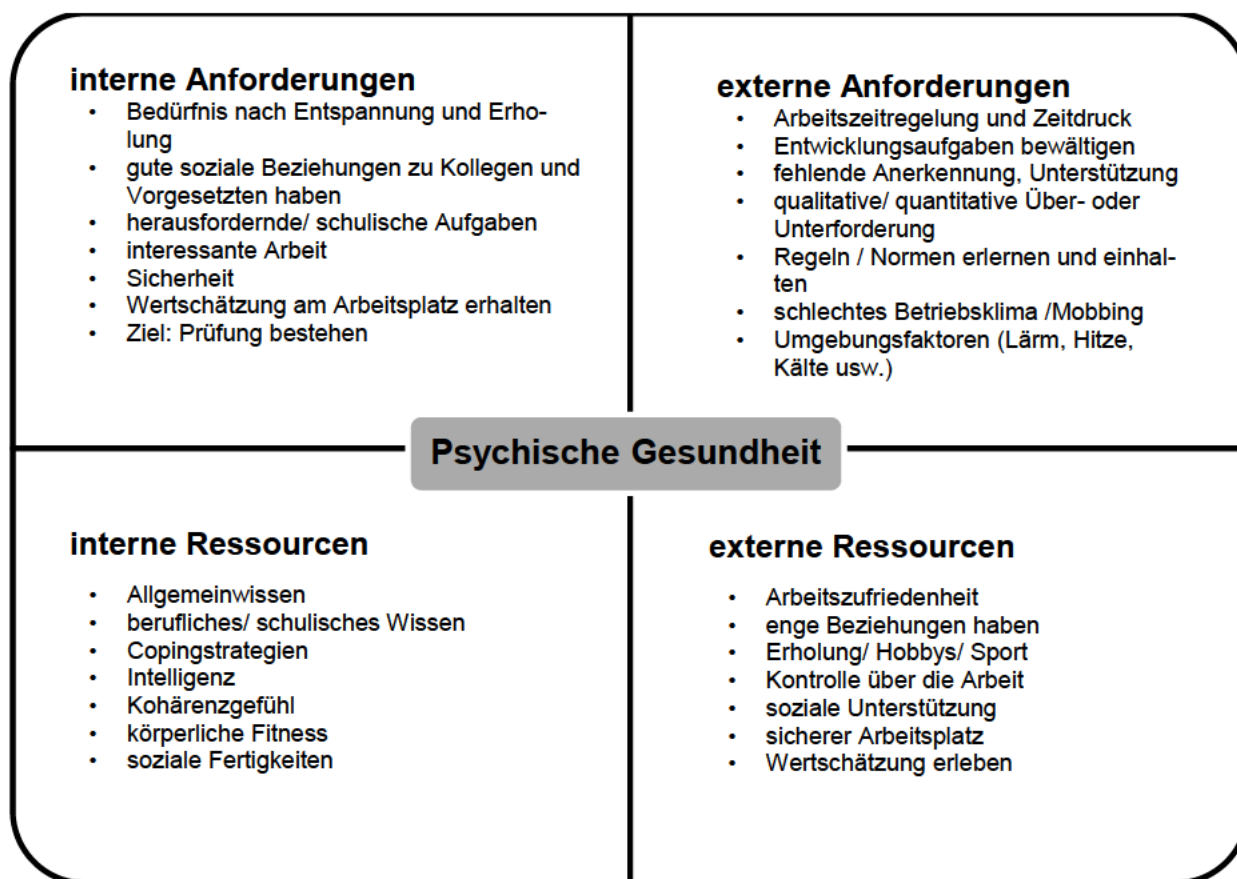 interne Anforderungen
• Bedürfnis nach Entspannung und Erho-
lung
• gute soziale Beziehungen zu Kollegen und
Vorgesetzten haben
• herausfordernde/ schulische Aufgaben
• interessante Arbeit
• Sicherheit
• Wertschätzung am Arbeitsplatz erhalten
• Ziel: Prüfung bestehen
externe Anforderungen
• Arbeitszeitregelung und Zeitdruck
• Entwicklungsaufgaben bewältigen
• fehlende Anerkennung, Unterstützung
• qualitative/ quantitative Über- oder
Unterforderung
• Regeln / Normen erlernen und einhal-
ten
• schlechtes Betriebsklima /Mobbing
• Umgebungsfaktoren (Lärm, Hitze,
Kälte usw.)
Psychische Gesundheit
interne Ressourcen
• Allgemeinwissen
• berufliches/ schulisches Wissen
• Copingstrategien
• Intelligenz
• Kohärenzgefühl
• körperliche Fitness
• soziale Fertigkeiten
externe Ressourcen
• Arbeitszufriedenheit
• enge Beziehungen haben
• Erholung/ Hobbys/ Sport
• Kontrolle über die Arbeit
• soziale Unterstützung
• sicherer Arbeitsplatz
• Wertschätzung erleben